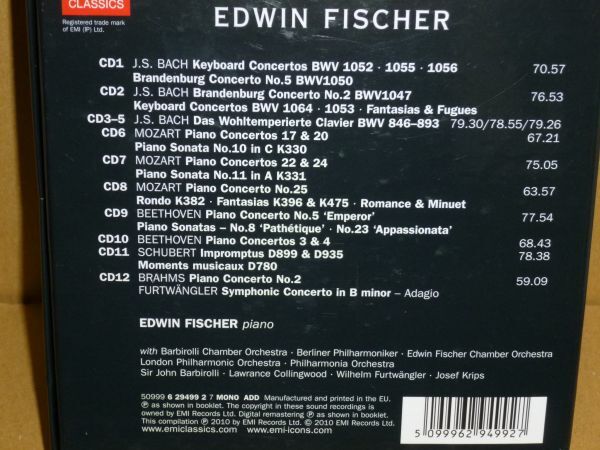 CLASSICS
Registered trade mark
of EMI (IP) Ltd.
EDWIN FISCHER
CD1 J.S. BACH Keyboard Concertos BWV 1052 · 1055 · 1056
Brandenburg Concerto No.5 BWV1050 70.57
CD2 J.S. BACH Brandenburg Concerto No.2 BWV1047
Keyboard Concertos BWV 1064 · 1053 · Fantasias & Fugues 76.53
CD3–5 J.S. BACH Das Wohltemperierte Clavier BWV 846–893 79.30/78.55/79.26
CD6 MOZART Piano Concertos 17 & 20 67.21
Piano Sonata No.10 in C K330
CD7 MOZART Piano Concertos 22 & 24 75.05
Piano Sonata No.11 in A K331
CD8 MOZART Piano Concerto No.25 63.57
Rondo K382 · Fantasias K396 & K475 · Romance & Minuet
CD9 BEETHOVEN Piano Concerto No.5 ‘Emperor’ 77.54
Piano Sonatas – No.8 ‘Pathétique’ · No.23 ‘Appassionata’
CD10 BEETHOVEN Piano Concertos 3 & 4 68.43
CD11 SCHUBERT Impromptus D899 & D935 78.38
Moments musicaux D780
CD12 BRAHMS Piano Concerto No.2 59.09
FURTWÄNGLER Symphonic Concerto in B minor – Adagio
EDWIN FISCHER piano
with Barbirolli Chamber Orchestra · Berliner Philharmoniker · Edwin Fischer Chamber Orchestra
London Philharmonic Orchestra · Philharmonia Orchestra
Sir John Barbirolli · Lawrance Collingwood · Wilhelm Furtwängler · Josef Krips
50999 6 29499 2 7 MONO ADD Manufactured and printed in the EU.
℗ as shown in booklet. The copyright in these sound recordings is
owned by EMI Records Ltd. Digital remastering ℗ as shown in booklet.
This compilation ℗ 2010 by EMI Records Ltd. © 2010 EMI Records Ltd.
www.emiclassics.com www.emi-icons.com
5 099962 949927